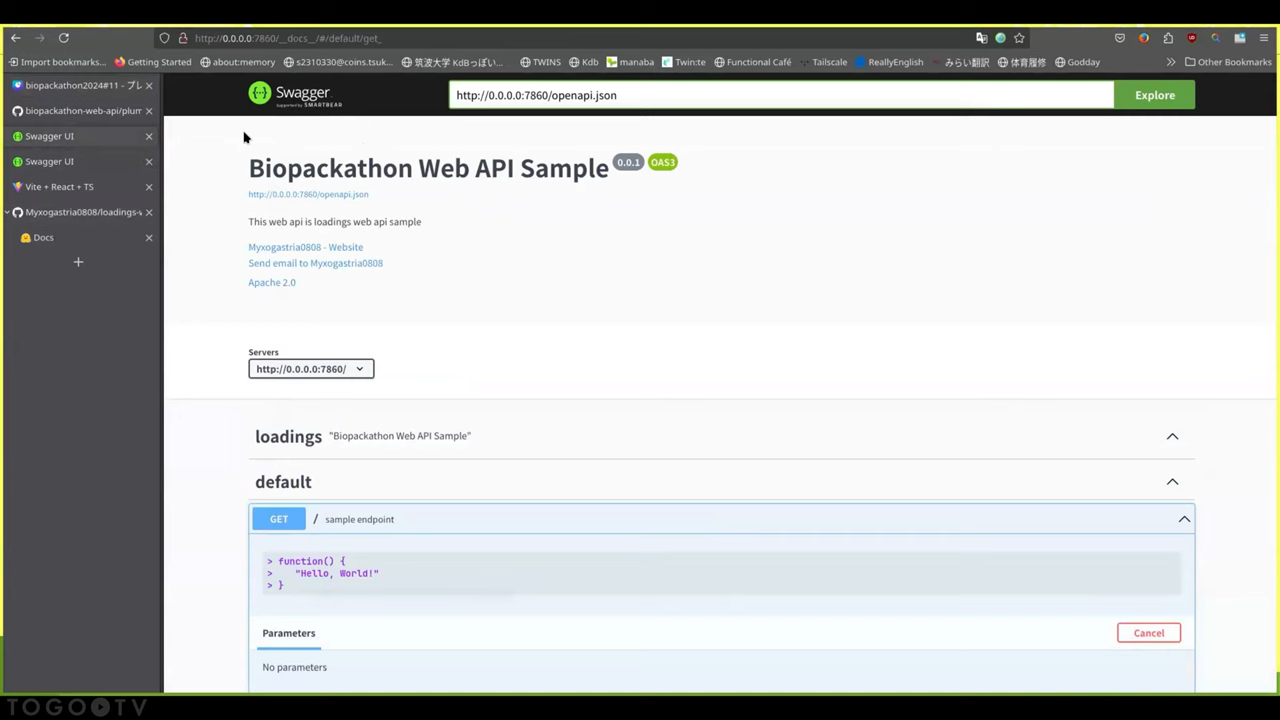 http://0.0.0.0:7860/__docs__/#/default/get_
Import bookmarks... Getting Started about:memory s2310330@coins.tsuk... 筑波大学 KdBっぽい... TWINS Kdb manaba Twin:te Functional Café Tailscale ReallyEnglish みらい翻訳 体育履修 Godday Other Bookmarks
biopackathon2024#11 - プレ
biopackathon-web-api/plum
Swagger UI
Swagger UI
Vite + React + TS
Myxogastria0808/loadings-w
Docs
Swagger
Supported by SMARTBEAR
http://0.0.0.0:7860/openapi.json
Explore
Biopackathon Web API Sample 0.0.1 OAS3
http://0.0.0.0:7860/openapi.json
This web api is loadings web api sample
Myxogastria0808 - Website
Send email to Myxogastria0808
Apache 2.0
Servers
http://0.0.0.0:7860/
loadings "Biopackathon Web API Sample"
default
GET / sample endpoint
> function() {
> "Hello, World!"
> }
Parameters
Cancel
No parameters
TOGO TV